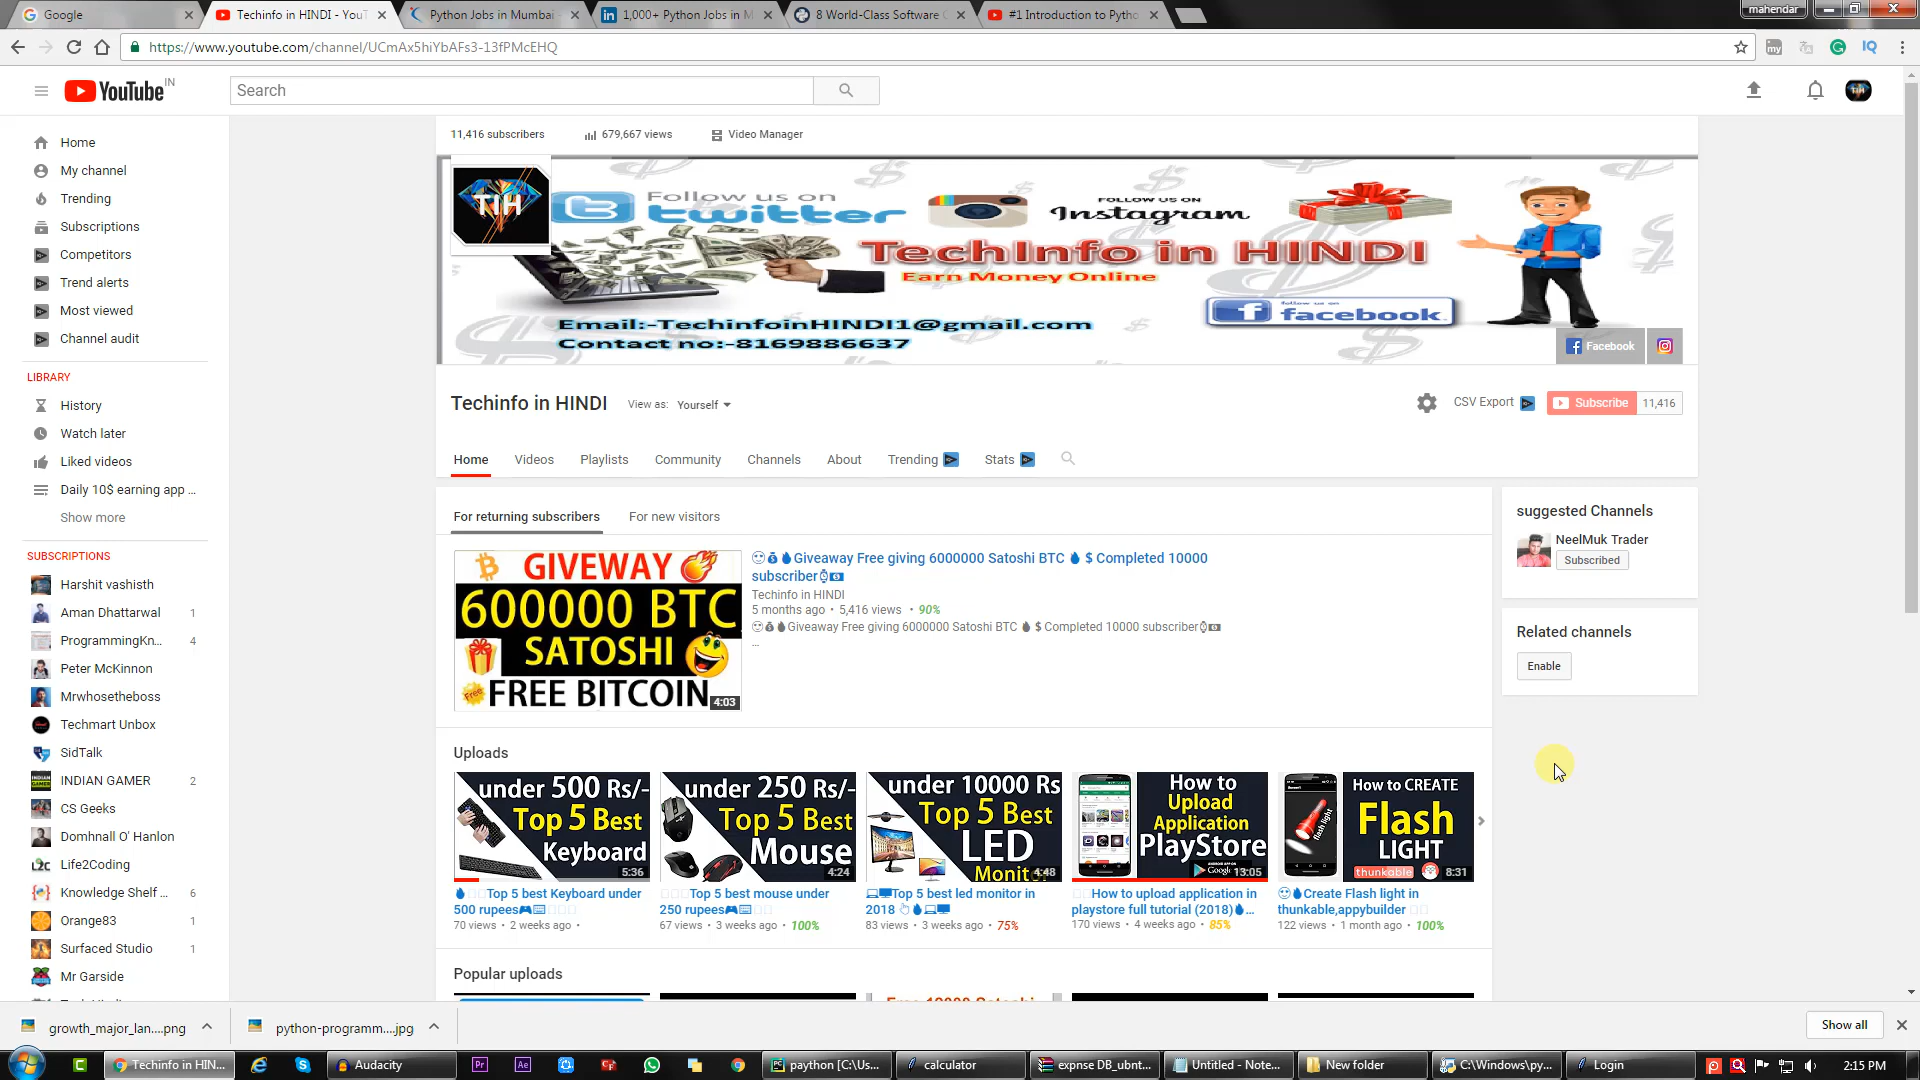 Google
Techinfo in HINDI - YouT
Python Jobs in Mumbai -
1,000+ Python Jobs in M
8 World-Class Software C
#1 Introduction to Pytho
mahendar
https://www.youtube.com/channel/UCmAx5hiYbAFs3-13fPMcEHQ
my
IQ
YouTube IN
Search
TIH
Home
My channel
Trending
Subscriptions
Competitors
Trend alerts
Most viewed
Channel audit
LIBRARY
History
Watch later
Liked videos
Daily 10$ earning app ...
Show more
SUBSCRIPTIONS
Harshit vashisth
Aman Dhattarwal 1
ProgrammingKn... 4
Peter McKinnon
Mrwhosetheboss
Techmart Unbox
SidTalk
INDIAN GAMER 2
CS Geeks
Domhnall O' Hanlon
Life2Coding
Knowledge Shelf ... 6
Orange83 1
Surfaced Studio 1
Mr Garside
11,416 subscribers
679,667 views
Video Manager
TIH
Follow us on
twitter
FOLLOW US ON
Instagram
TechInfo in HINDI
Earn Money Online
follow us on
facebook.
Email:-TechinfoinHINDI1@gmail.com
Contact no:-8169886637
Facebook
Techinfo in HINDI
View as: Yourself
CSV Export
Subscribe 11,416
Home
Videos
Playlists
Community
Channels
About
Trending
Stats
For returning subscribers
For new visitors
GIVEWAY
600000 BTC
SATOSHI
Free
FREE BITCOIN
4:03
Giveaway Free giving 6000000 Satoshi BTC $ Completed 10000
subscriber
Techinfo in HINDI
5 months ago • 5,416 views • 90%
Giveaway Free giving 6000000 Satoshi BTC $ Completed 10000 subscriber
...
suggested Channels
NeelMuk Trader
Subscribed
Related channels
Enable
Uploads
under 500 Rs/-
Top 5 Best
Keyboard
5:36
Top 5 best Keyboard under
500 rupees
70 views • 2 weeks ago •
under 250 Rs/-
Top 5 Best
Mouse
4:24
Top 5 best mouse under
250 rupees
67 views • 3 weeks ago • 100%
under 10000 Rs
Top 5 Best
LED
Monitor
4:48
Top 5 best led monitor in
2018
83 views • 3 weeks ago • 75%
How to
Upload
Application
PlayStore
13:05
How to upload application in
playstore full tutorial (2018)...
170 views • 4 weeks ago • 85%
How to CREATE
Flash
LIGHT
thunkable
8:31
Create Flash light in
thunkable,appybuilder
122 views • 1 month ago • 100%
Popular uploads
growth_major_lan....png
python-programm....jpg
Show all
Techinfo in HIN...
Audacity
Pr
Ae
paython [C:\Us...
calculator
expnse DB_ubnt...
Untitled - Note...
New folder
C:\Windows\py...
Login
2:15 PM